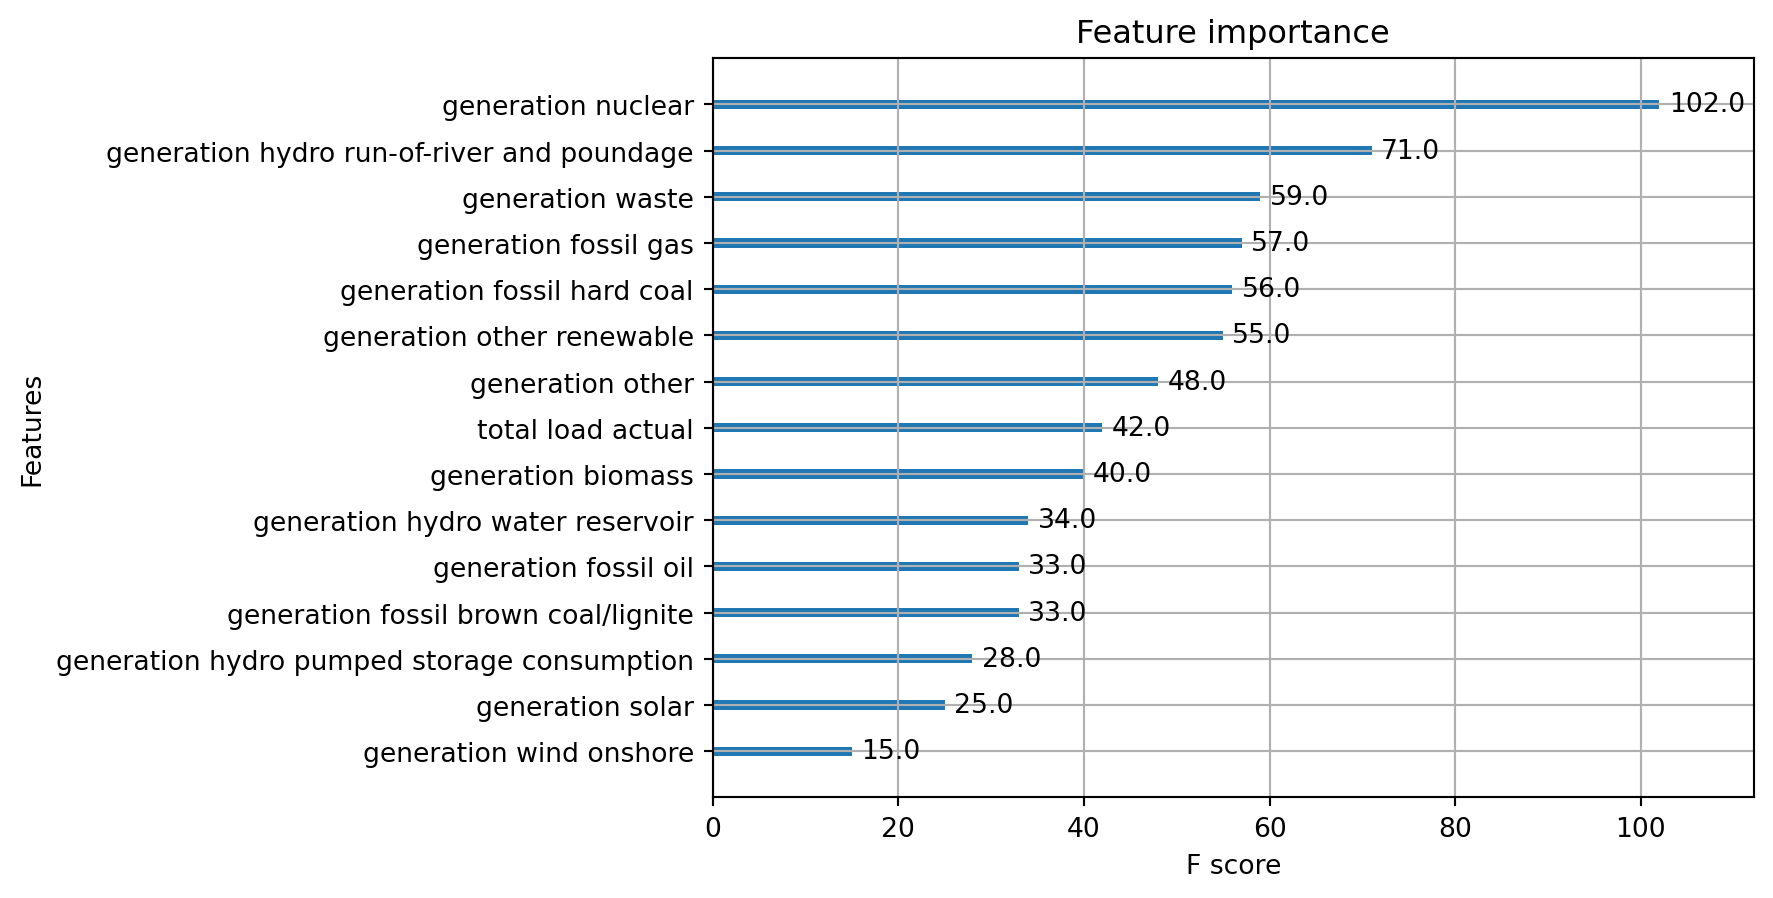 Feature importance
generation nuclear 102.0
generation hydro run-of-river and poundage 71.0
generation waste 59.0
generation fossil gas 57.0
generation fossil hard coal 56.0
generation other renewable 55.0
generation other 48.0
total load actual 42.0
generation biomass 40.0
generation hydro water reservoir 34.0
generation fossil oil 33.0
generation fossil brown coal/lignite 33.0
generation hydro pumped storage consumption 28.0
generation solar 25.0
generation wind onshore 15.0
Features
0 20 40 60 80 100
F score